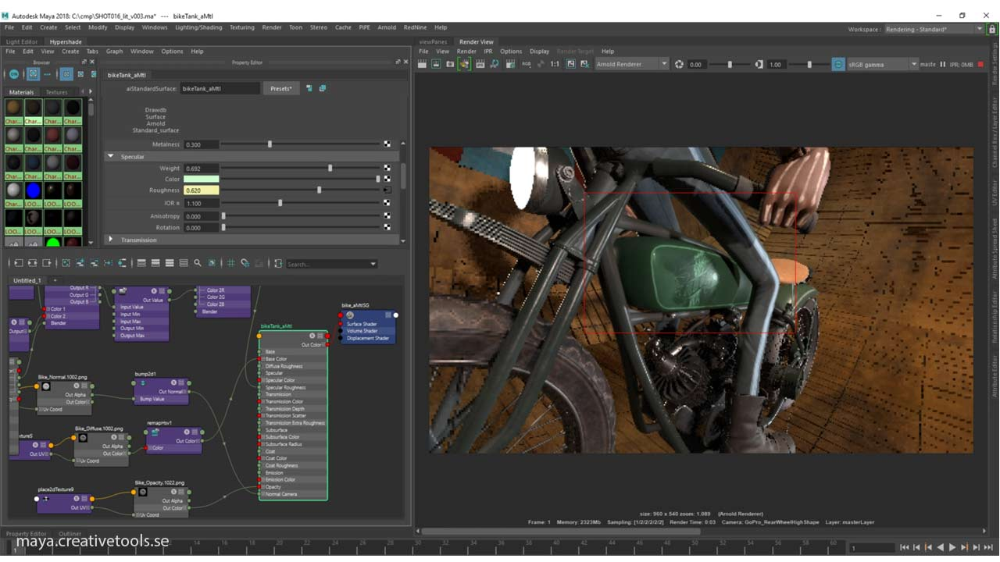 Autodesk Maya 2018: C:\cmp\SHOT016_lit_v003.ma* --- bikeTank_aMtl
File Edit Create Select Modify Display Windows Lighting/Shading Texturing Render Toon Stereo Cache PiPE Arnold RedNine Help
Workspace : Rendering - Standard*
Light Editor Hypershade
File Edit View Create Tabs Graph Window Options Help
Browser
Property Editor
ON
Materials Textures
Char... Char... Char... Char...
Char... Char... Char... Char...
Char... Char... Char... Char...
LOO... LOO... LOO... LOO...
LOO... LOO... LOO... LOO...
bikeTank_aMtl
aiStandardSurface: bikeTank_aMtl Presets*
Drawdb
Surface
Arnold
Standard_surface
Metalness 0.300
Specular
Weight 0.692
Color
Roughness 0.620
IOR 1.100
Anisotropy 0.000
Rotation 0.000
Transmission
Search...
Untitled_1 +
Output R
Output G
Output B
Color 1
Color 2
Blender
Out Value
Input Value
Input Min
Input Max
Output Min
Output Max
Color 2R
Color 2G
Color 2B
Blender
bike_aMtlSG
Surface Shader
Volume Shader
Displacement Shader
bikeTank_aMtl
Out Color
Base
Base Color
Diffuse Roughness
Specular
Specular Color
Specular Roughness
Transmission
Transmission Color
Transmission Depth
Transmission Scatter
Transmission Extra Roughness
Subsurface
Subsurface Color
Subsurface Radius
Coat
Coat Color
Coat Roughness
Emission
Emission Color
Opacity
Normal Camera
Output
Bike_Normal.1002.png
Out Alpha
Out Color
Uv Coord
bump2d1
Out Normal
Bump Value
xture5
Out UV
Bike_Diffuse.1002.png
Out Alpha
Out Color
Uv Coord
remapHsv1
Out Color
Color
place2dTexture9
Out UV
Bike_Opacity.1022.png
Out Alpha
Out Color
Uv Coord
Property Editor Outliner
maya.creativetools.se
viewPanes Render View
File View Render IPR Options Display Render Target Help
RGB 1:1 Arnold Renderer 0.00 1.00 sRGB gamma maste IPR: 0MB
size: 960 x 540 zoom: 1.089 (Arnold Renderer)
Frame: 1 Memory: 2323Mb Sampling: [1/2/2/2/2/2] Render Time: 0:03 Camera: GoPro_RearWheelHighShape Layer: masterLayer
Render Settings
Channel Box / Layer Editor
UV Editor
Attribute Spread Sheet
Relationship Editor
Attribute Editor
1 14 16 18 20 22 24 26 28 30 32 34 36 38 40 42 44 46 48 50 52 54 56 58 60
1